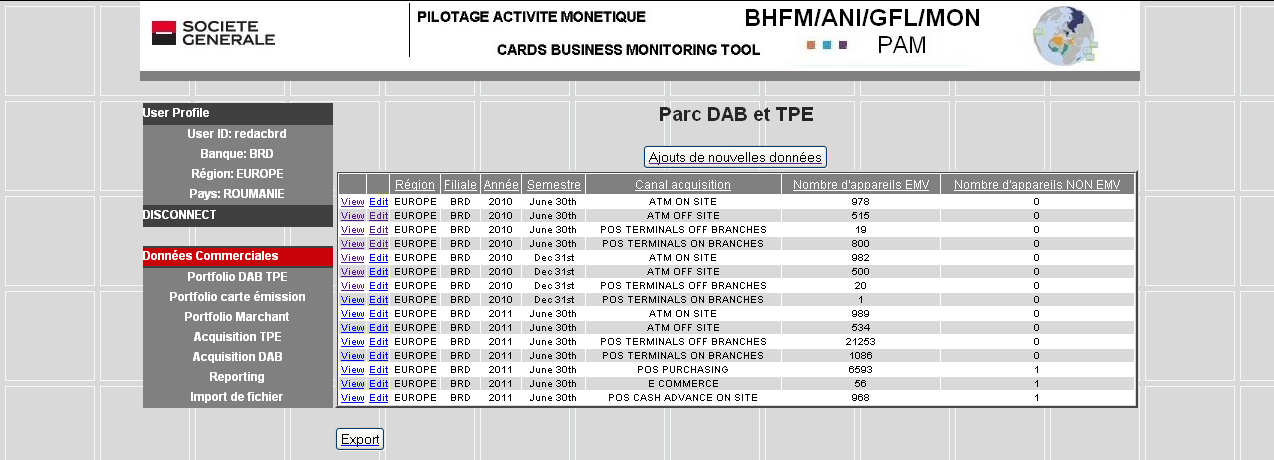 SOCIETE
GENERALE
PILOTAGE ACTIVITE MONETIQUE
CARDS BUSINESS MONITORING TOOL
BHFM/ANI/GFL/MON
PAM
User Profile
User ID: redacbrd
Banque: BRD
Région: EUROPE
Pays: ROUMANIE
DISCONNECT
Données Commerciales
Portfolio DAB TPE
Portfolio carte émission
Portfolio Marchant
Acquisition TPE
Acquisition DAB
Reporting
Import de fichier
Parc DAB et TPE
Ajouts de nouvelles données
Région Filiale Année Semestre Canal acquisition Nombre d'appareils EMV Nombre d'appareils NON EMV
View Edit EUROPE BRD 2010 June 30th ATM ON SITE 978 0
View Edit EUROPE BRD 2010 June 30th ATM OFF SITE 515 0
View Edit EUROPE BRD 2010 June 30th POS TERMINALS OFF BRANCHES 19 0
View Edit EUROPE BRD 2010 June 30th POS TERMINALS ON BRANCHES 800 0
View Edit EUROPE BRD 2010 Dec 31st ATM ON SITE 982 0
View Edit EUROPE BRD 2010 Dec 31st ATM OFF SITE 500 0
View Edit EUROPE BRD 2010 Dec 31st POS TERMINALS OFF BRANCHES 20 0
View Edit EUROPE BRD 2010 Dec 31st POS TERMINALS ON BRANCHES 1 0
View Edit EUROPE BRD 2011 June 30th ATM ON SITE 989 0
View Edit EUROPE BRD 2011 June 30th ATM OFF SITE 534 0
View Edit EUROPE BRD 2011 June 30th POS TERMINALS OFF BRANCHES 21253 0
View Edit EUROPE BRD 2011 June 30th POS TERMINALS ON BRANCHES 1086 0
View Edit EUROPE BRD 2011 June 30th POS PURCHASING 6593 1
View Edit EUROPE BRD 2011 June 30th E COMMERCE 56 1
View Edit EUROPE BRD 2011 June 30th POS CASH ADVANCE ON SITE 968 1
Export